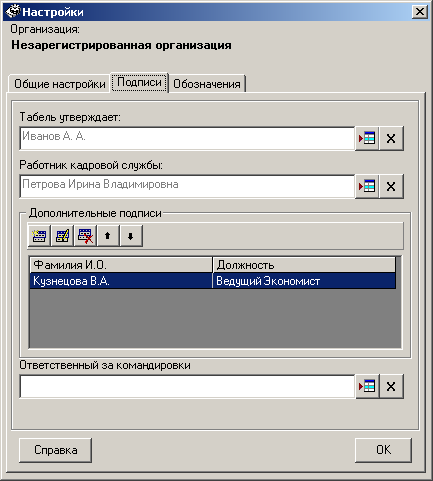 Настройки
Организация:
Незарегистрированная организация
Общие настройки Подписи Обозначения
Табель утверждает:
Иванов А. А.
Работник кадровой службы:
Петрова Ирина Владимировна
Дополнительные подписи
Фамилия И.О. Должность
Кузнецова В.А. Ведущий Экономист
Ответственный за командировки
Справка OK